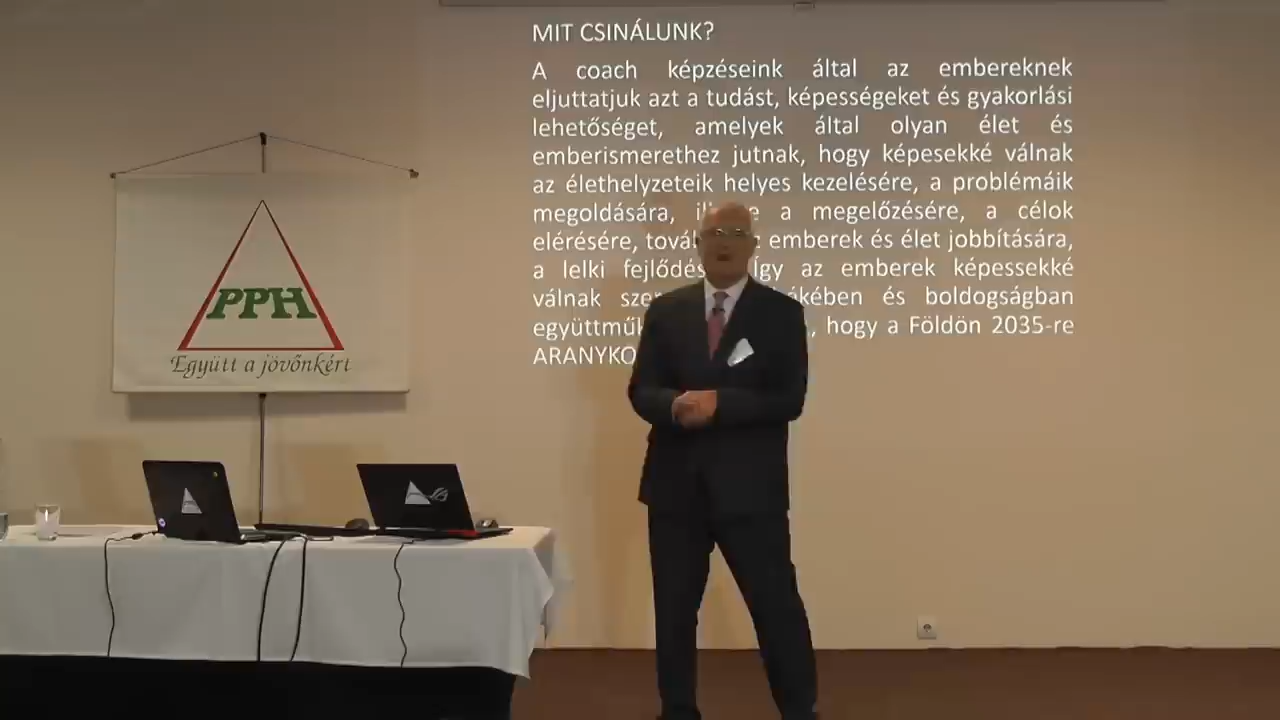 MIT CSINÁLUNK?
A coach képzéseink által az embereknek
eljuttatjuk azt a tudást, képességeket és gyakorlási
lehetőséget, amelyek által olyan élet és
emberismerethez jutnak, hogy képesekké válnak
az élethelyzeteik helyes kezelésére, a problémáik
megoldására, a megelőzésére, a célok
elérésére, emberek és élet jobbítására,
a lelki Így az emberek képessekké
válnak és boldogságban
hogy a Földön 2035-re
PPH
Együtt a jövőnkért